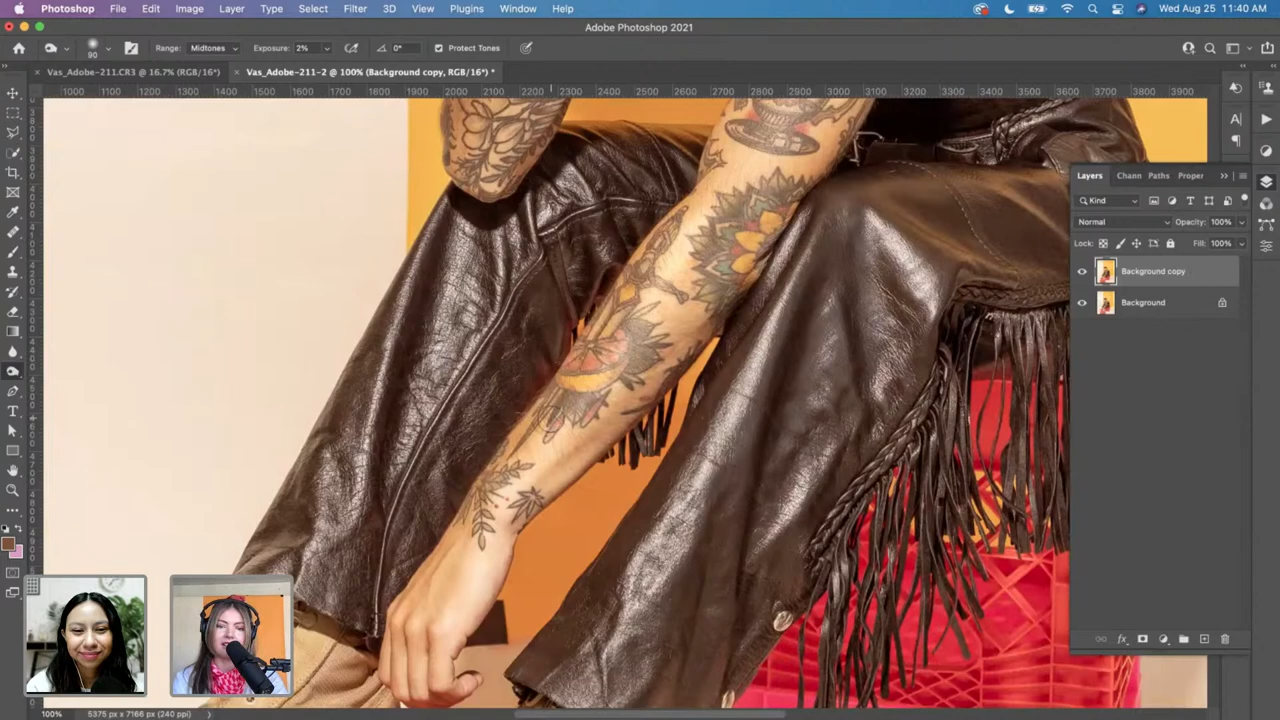 Photoshop File Edit Image Layer Type Select Filter 3D View Plugins Window Help Wed Aug 25 11:40 AM
Adobe Photoshop 2021
90 Range: Midtones Exposure: 2% 0° Protect Tones
Vas_Adobe-211.CR3 @ 16.7% (RGB/16*) Vas_Adobe-211-2 @ 100% (Background copy, RGB/16*) *
1000 1100 1200 1300 1400 1500 1600 1700 1800 1900 2000 2100 2200 2300 2400 2500 2600 2700 2800 2900 3000 3100 3200 3300 3400 3500 3600 3700 3800 3900
Layers Chann Paths Proper
Kind
Normal Opacity: 100%
Lock: Fill: 100%
Background copy
Background
100% 5375 px x 7166 px (240 ppi)